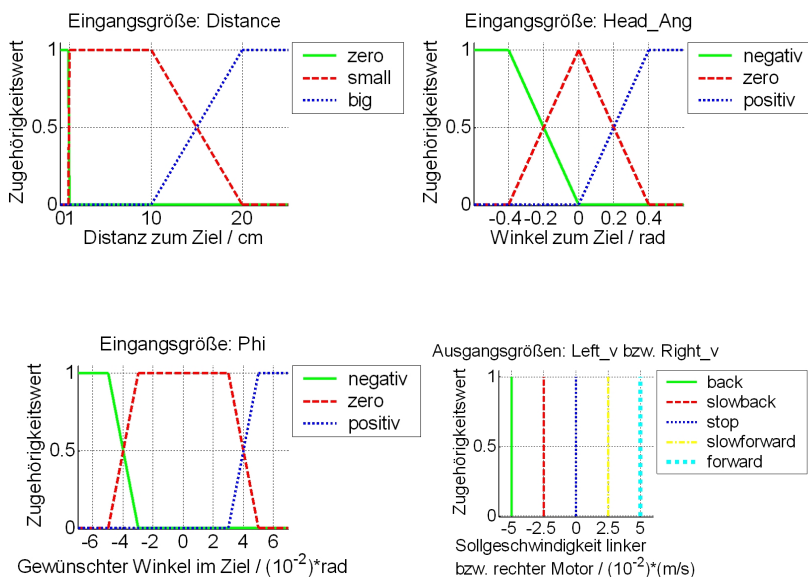 Eingangsgröße: Distance
Zugehörigkeitswert
1
0.5
0
01 10 20
Distanz zum Ziel / cm
zero
small
big
Eingangsgröße: Head_Ang
Zugehörigkeitswert
1
0.5
0
-0.4 -0.2 0 0.2 0.4
Winkel zum Ziel / rad
negativ
zero
positiv
Eingangsgröße: Phi
Zugehörigkeitswert
1
0.5
0
-6 -4 -2 0 2 4 6
Gewünschter Winkel im Ziel / (10⁻²)*rad
negativ
zero
positiv
Ausgangsgrößen: Left_v bzw. Right_v
Zugehörigkeitswert
1
0.5
0
-5 -2.5 0 2.5 5
Sollgeschwindigkeit linker
bzw. rechter Motor / (10⁻²)*(m/s)
back
slowback
stop
slowforward
forward